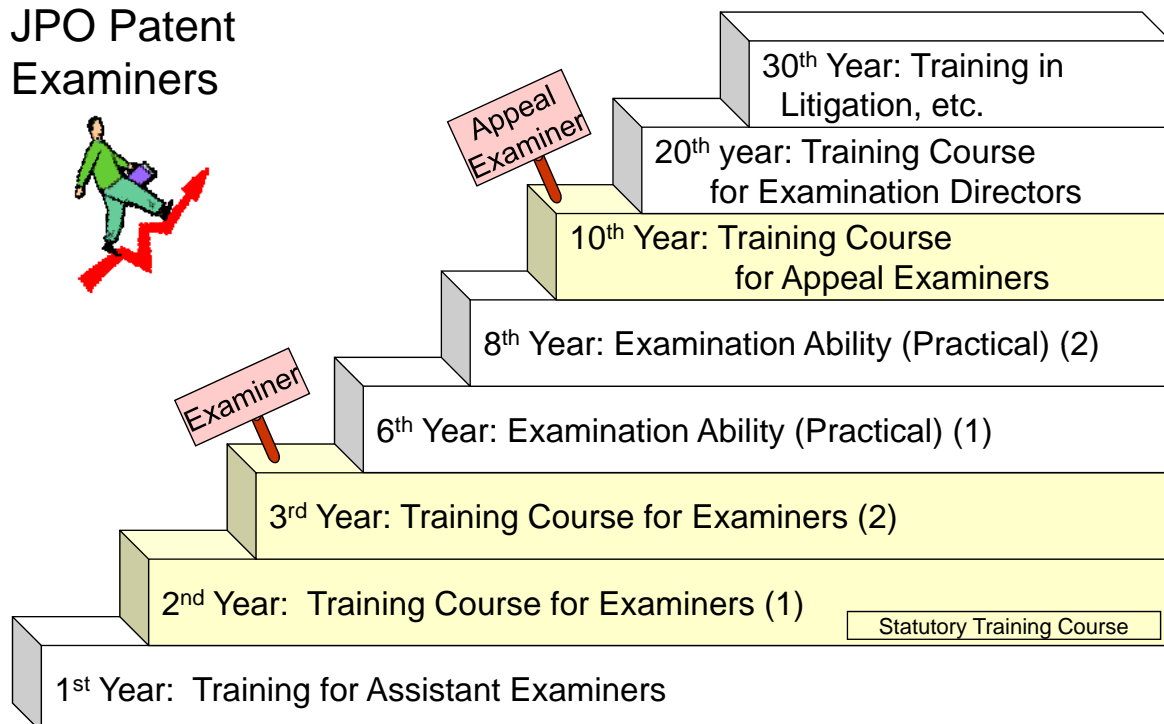 JPO Patent
Examiners
30th Year: Training in
Litigation, etc.
Appeal
Examiner
20th year: Training Course
for Examination Directors
10th Year: Training Course
for Appeal Examiners
8th Year: Examination Ability (Practical) (2)
Examiner
6th Year: Examination Ability (Practical) (1)
3rd Year: Training Course for Examiners (2)
2nd Year:  Training Course for Examiners (1)
Statutory Training Course
1st Year:  Training for Assistant Examiners